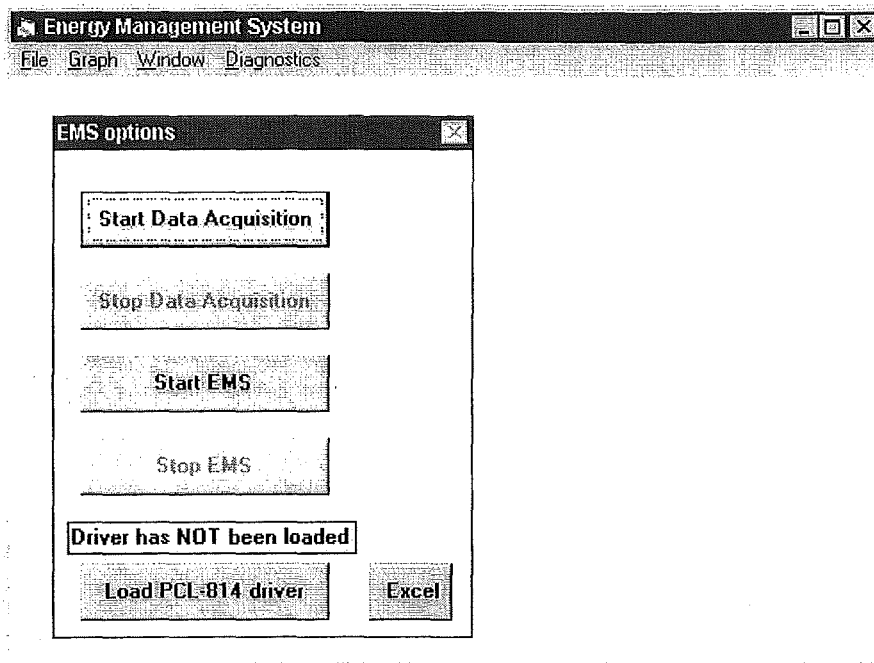 Energy Management System
File Graph Window Diagnostics
EMS options
Start Data Acquisition
Stop Data Acquisition
Start EMS
Stop EMS
Driver has NOT been loaded
Load PCL-814 driver Excel